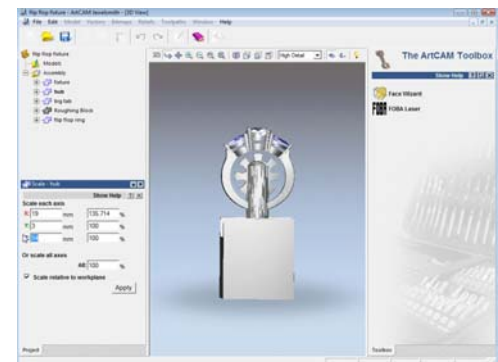 flip flop fixture - ArtCAM JewelSmith - [3D View]
File Edit Model Vectors Bitmaps Reliefs Toolpaths Window Help
High Detail
flip flop fixture
Models
Assembly
fixture
hub
big tab
Roughing Block
flip flop ring
The ArtCAM Toolbox
Show Help
Face Wizard
FOBA Laser
Scale - hub
Show Help
Scale each axis
X: 19 mm 135.714 %
Y: 3 mm 100 %
mm 100 %
Or scale all axes
All: 100 %
Scale relative to workplane
Apply
Project
Toolbox